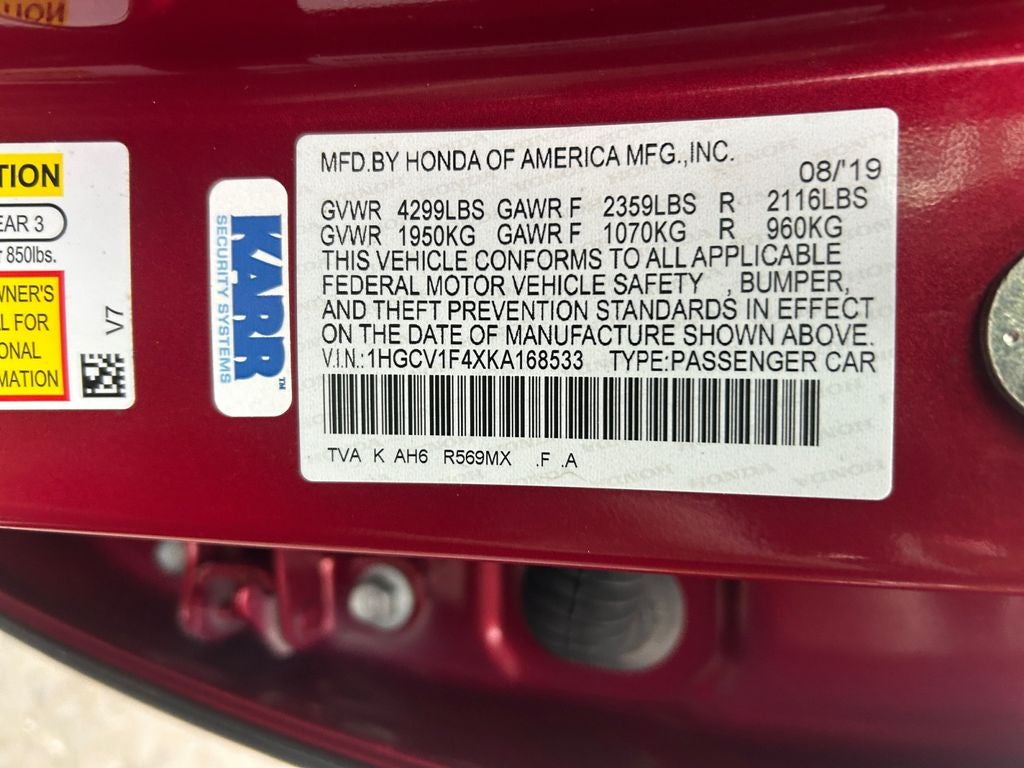 TION
EAR 3
850lbs.
WNER'S
L FOR
ONAL
MATION
V7
KARR™
SECURITY SYSTEMS
MFD.BY HONDA OF AMERICA MFG.,INC.
08/'19
GVWR 4299LBS GAWR F 2359LBS R 2116LBS
GVWR 1950KG GAWR F 1070KG R 960KG
THIS VEHICLE CONFORMS TO ALL APPLICABLE
FEDERAL MOTOR VEHICLE SAFETY , BUMPER,
AND THEFT PREVENTION STANDARDS IN EFFECT
ON THE DATE OF MANUFACTURE SHOWN ABOVE.
V.I.N.:1HGCV1F4XKA168533 TYPE:PASSENGER CAR
TVA K AH6 R569MX .F .A